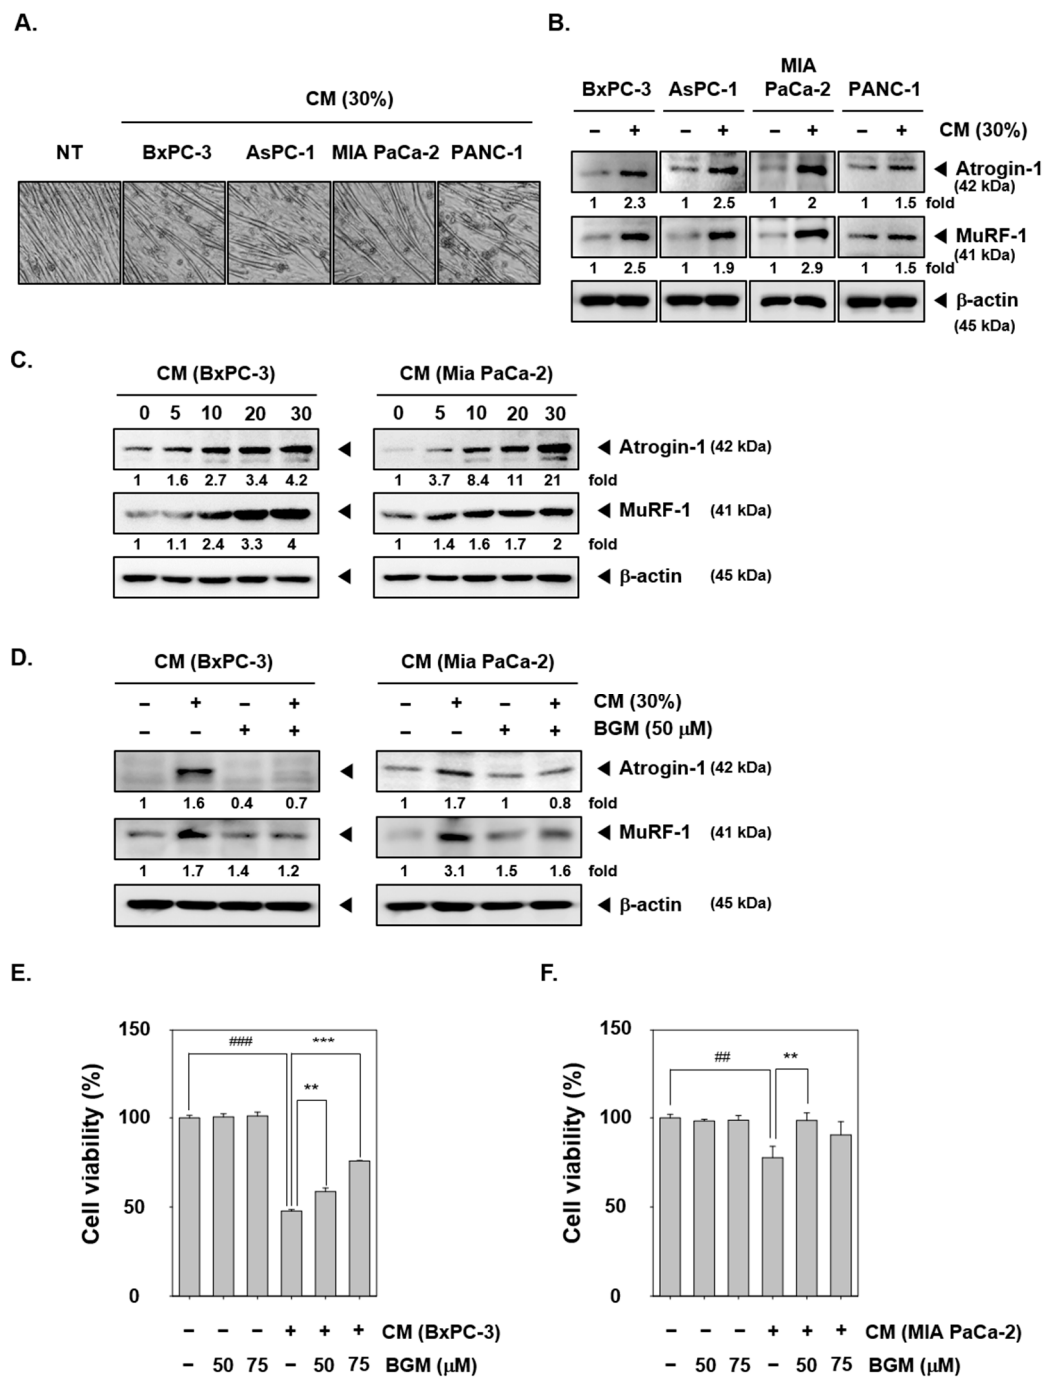 A.
CM (30%)
NT BxPC-3 AsPC-1 MIA PaCa-2 PANC-1
B.
BxPC-3 AsPC-1 MIA PaCa-2 PANC-1
– + – + – + – + CM (30%)
Atrogin-1 (42 kDa)
1 2.3 1 2.5 1 2 1 1.5 fold
MuRF-1 (41 kDa)
1 2.5 1 1.9 1 2.9 1 1.5 fold
β-actin (45 kDa)
C.
CM (BxPC-3) CM (Mia PaCa-2)
0 5 10 20 30 0 5 10 20 30
Atrogin-1 (42 kDa)
1 1.6 2.7 3.4 4.2 1 3.7 8.4 11 21 fold
MuRF-1 (41 kDa)
1 1.1 2.4 3.3 4 1 1.4 1.6 1.7 2 fold
β-actin (45 kDa)
D.
CM (BxPC-3) CM (Mia PaCa-2)
– + – + – + – + CM (30%)
– – + + – – + + BGM (50 μM)
Atrogin-1 (42 kDa)
1 1.6 0.4 0.7 1 1.7 1 0.8 fold
MuRF-1 (41 kDa)
1 1.7 1.4 1.2 1 3.1 1.5 1.6 fold
β-actin (45 kDa)
E.
Cell viability (%)
150
100
50
0
### ***
**
– – – + + + CM (BxPC-3)
– 50 75 – 50 75 BGM (μM)
F.
Cell viability (%)
150
100
50
0
## **
– – – + + + CM (MIA PaCa-2)
– 50 75 – 50 75 BGM (μM)